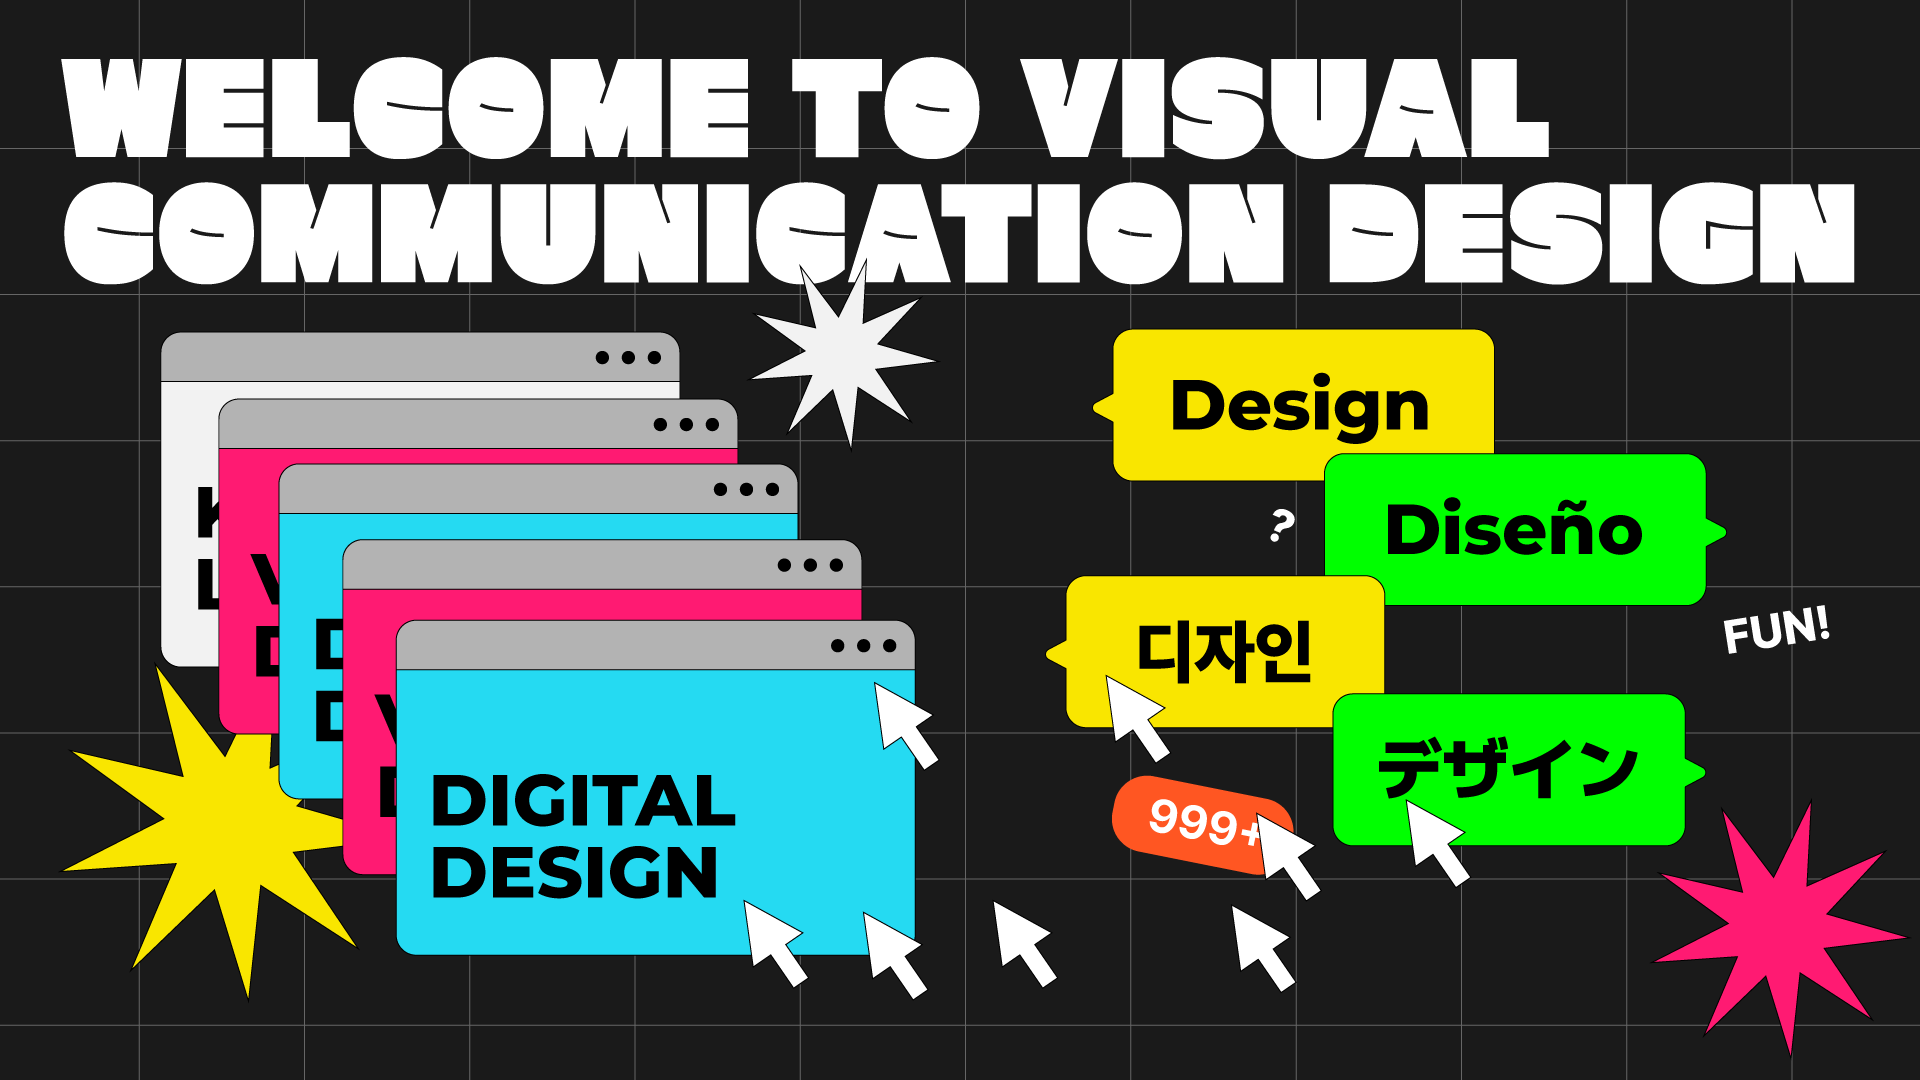 WELCOME TO VISUAL
COMMUNICATION DESIGN
DIGITAL
DESIGN
Design
Diseño
?
디자인
FUN!
デザイン
999+